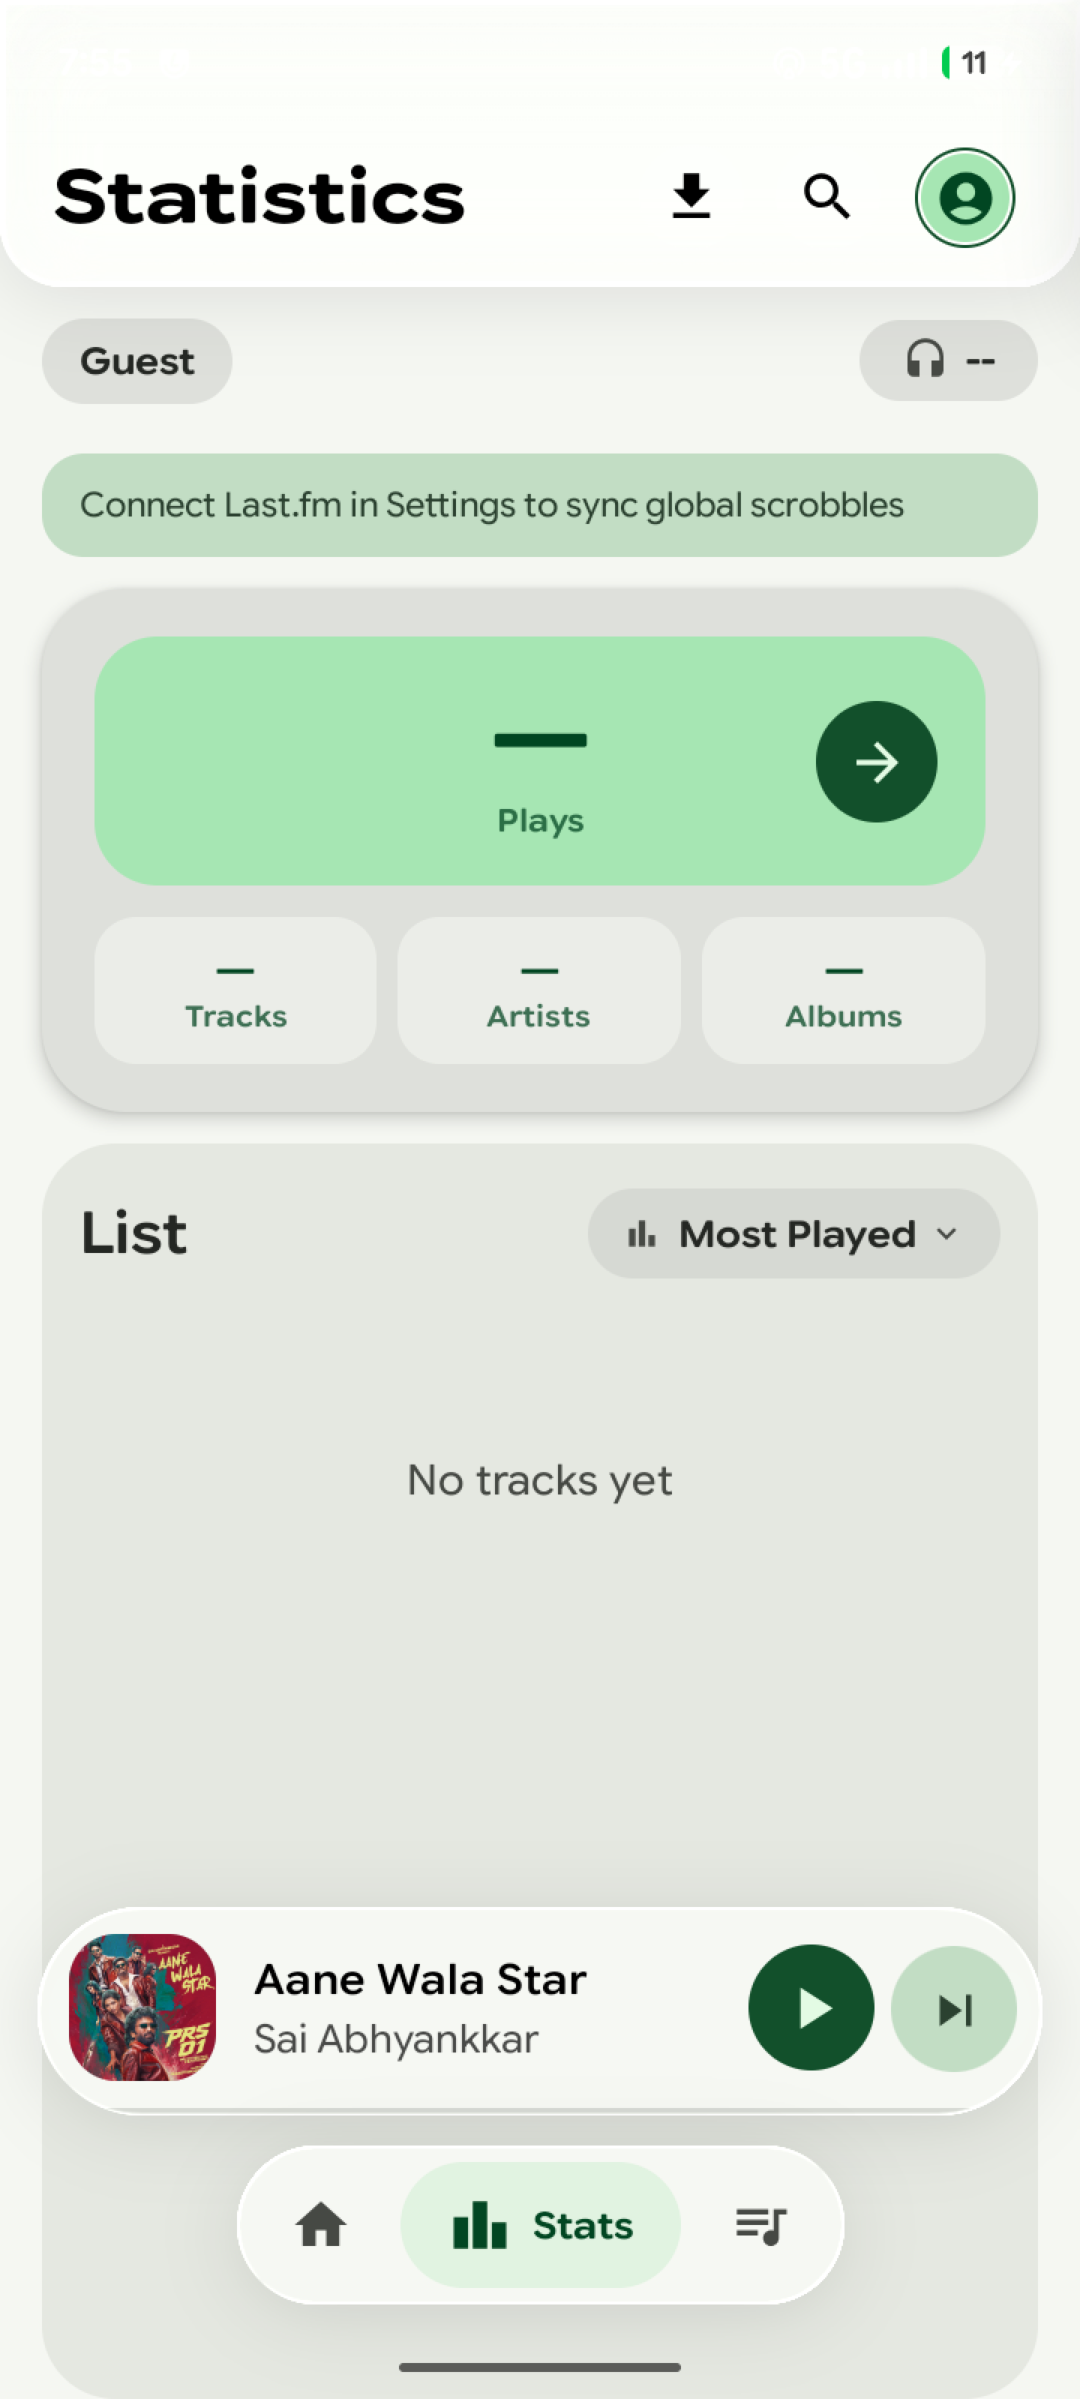 11
Statistics
Guest
--
Connect Last.fm in Settings to sync global scrobbles
—
Plays
— — —
Tracks Artists Albums
List
Most Played
No tracks yet
AANE
WALA
STAR
PRS
01
Aane Wala Star
Sai Abhyankkar
Stats